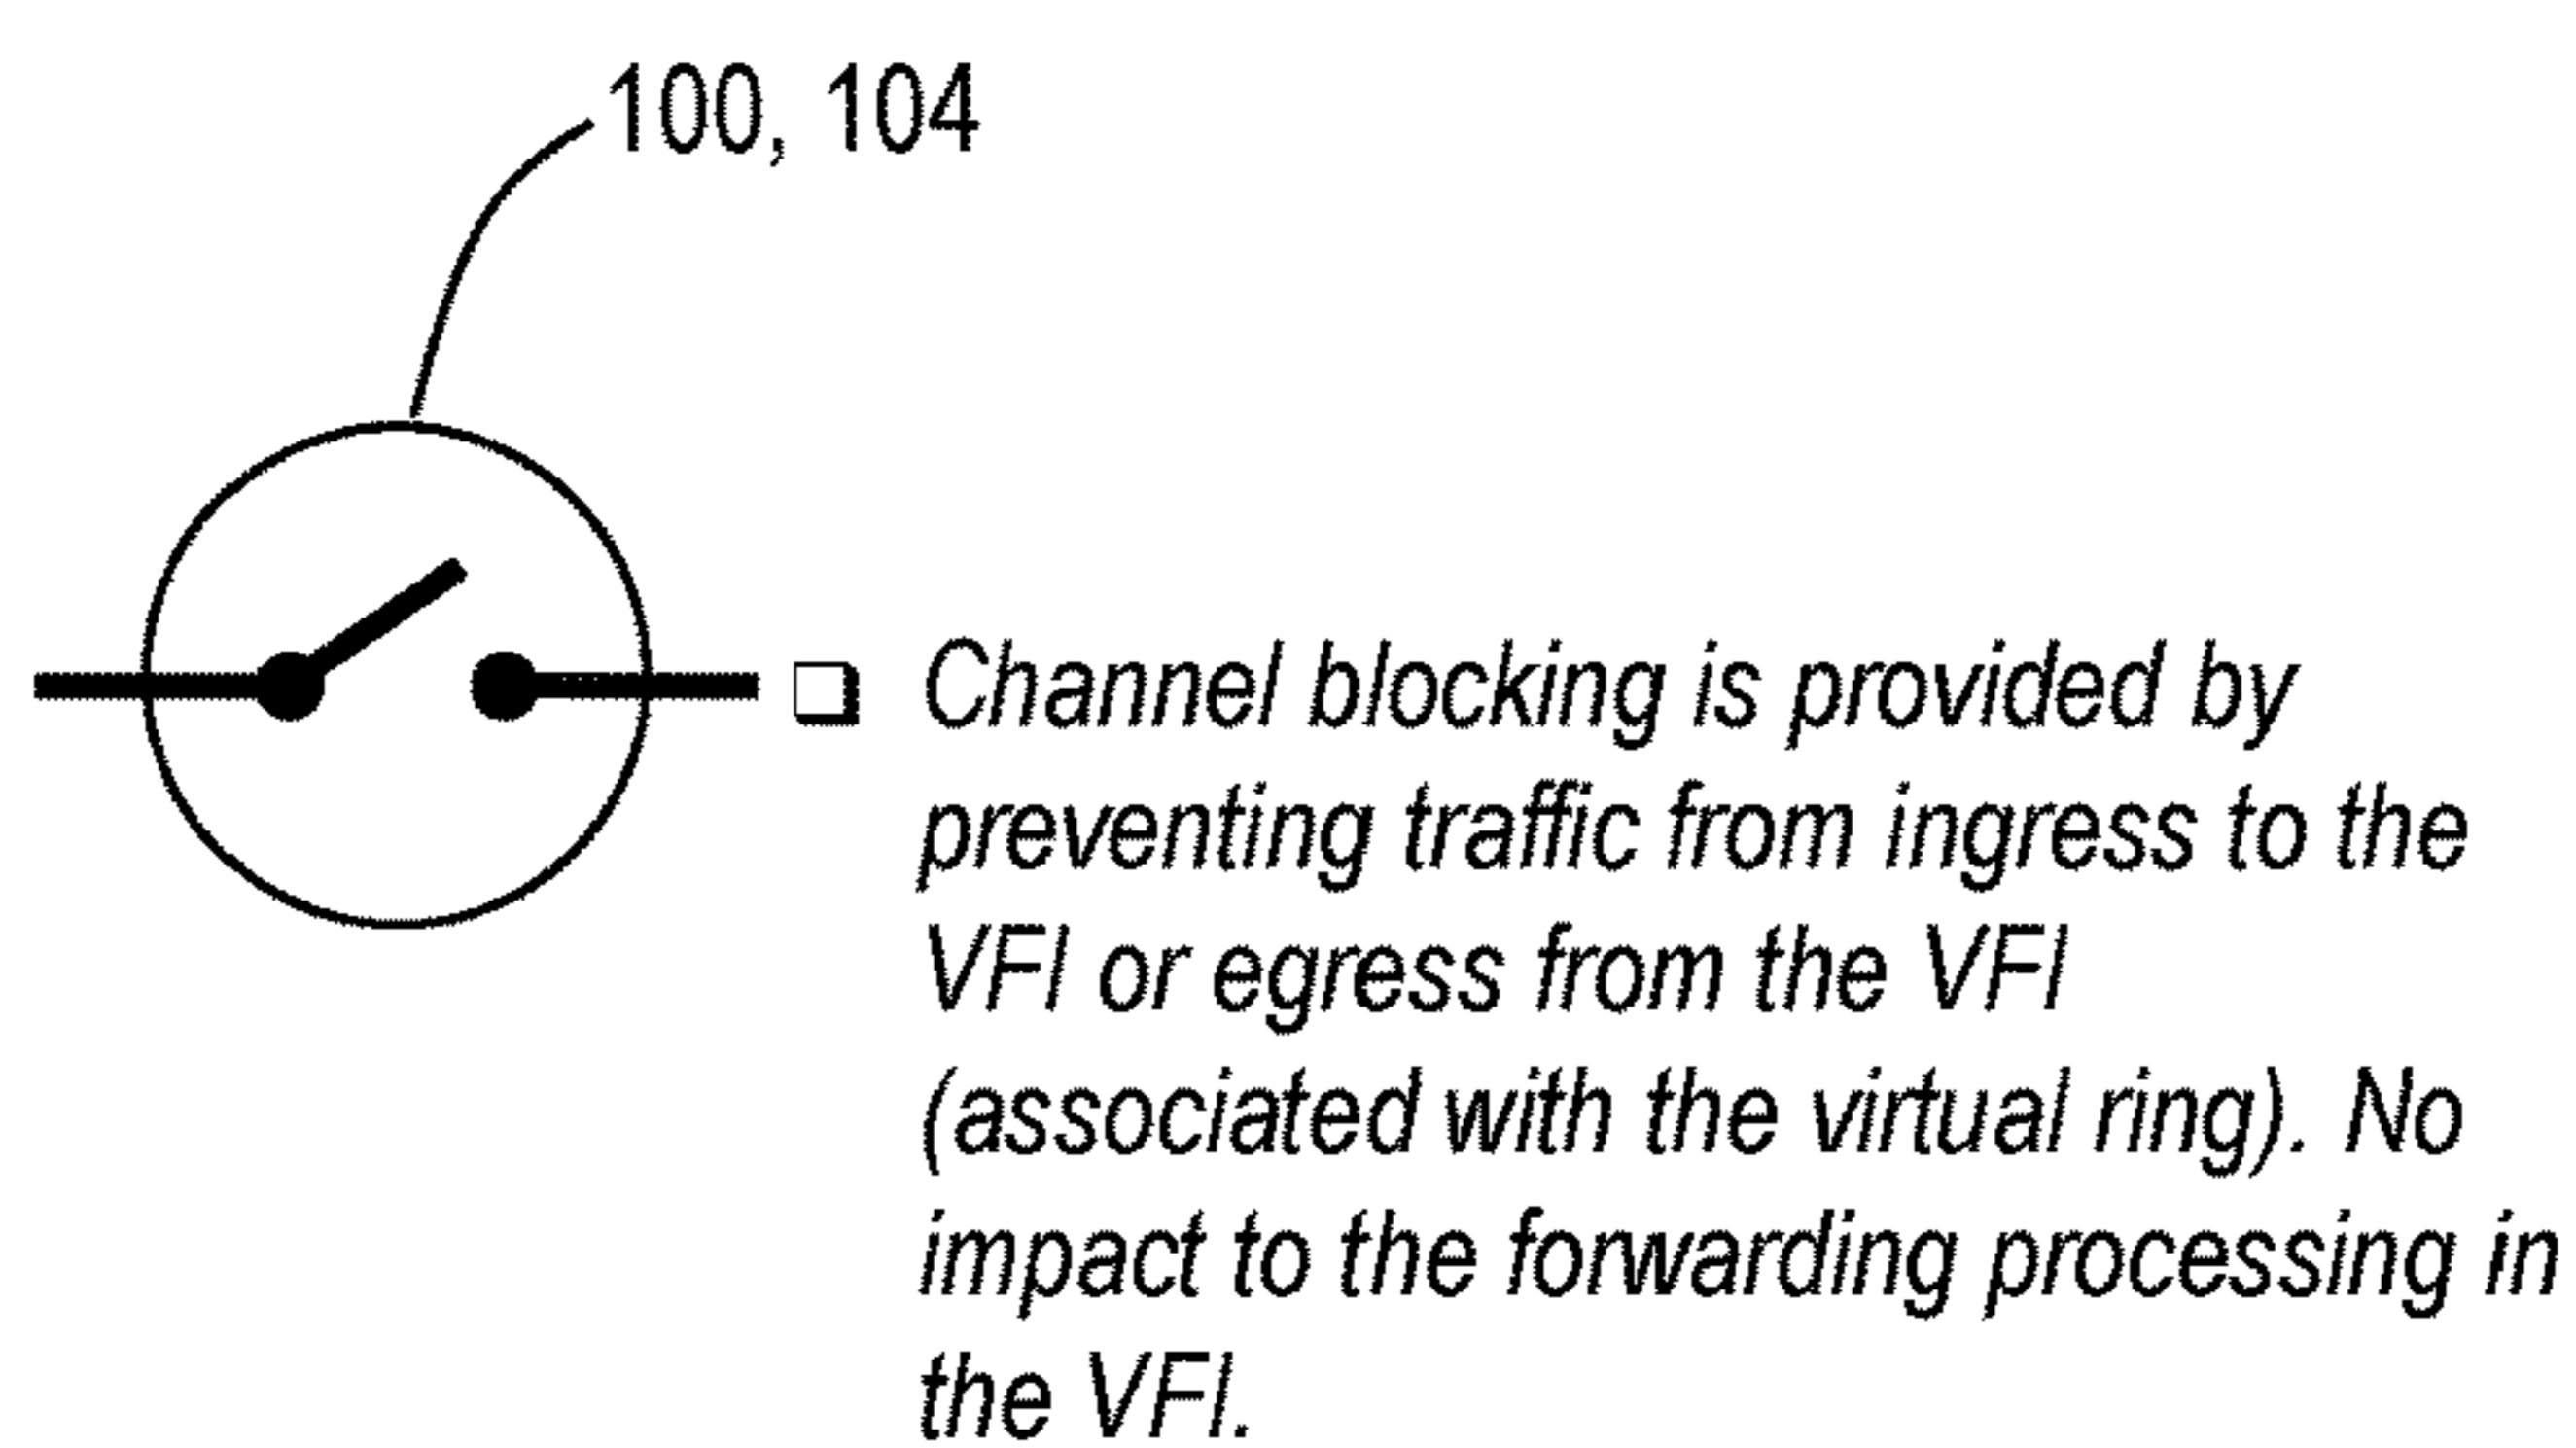 100, 104
❑ Channel blocking is provided by
preventing traffic from ingress to the
VFI or egress from the VFI
(associated with the virtual ring). No
impact to the forwarding processing in
the VFI.